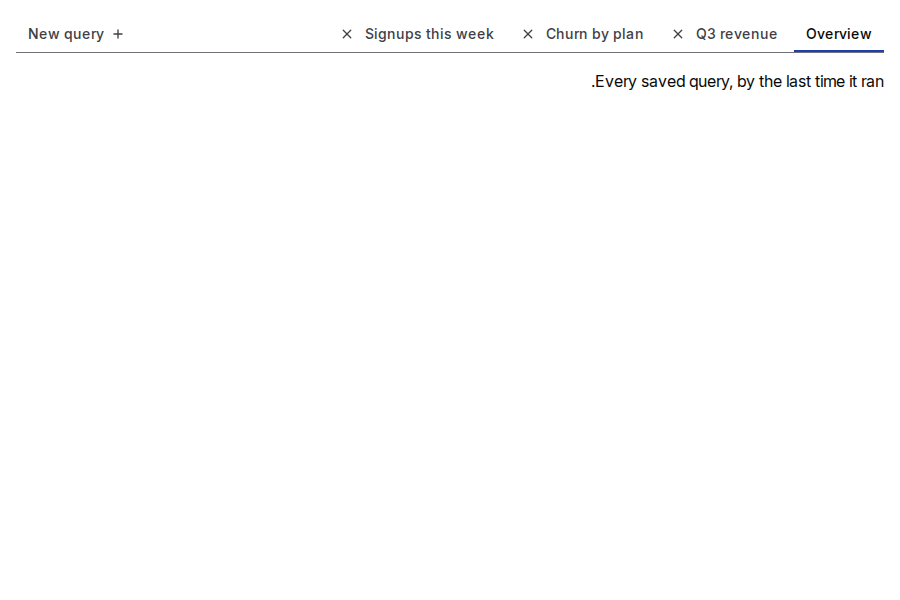 Overview
Q3 revenue
Churn by plan
Signups this week
New query
Every saved query, by the last time it ran.